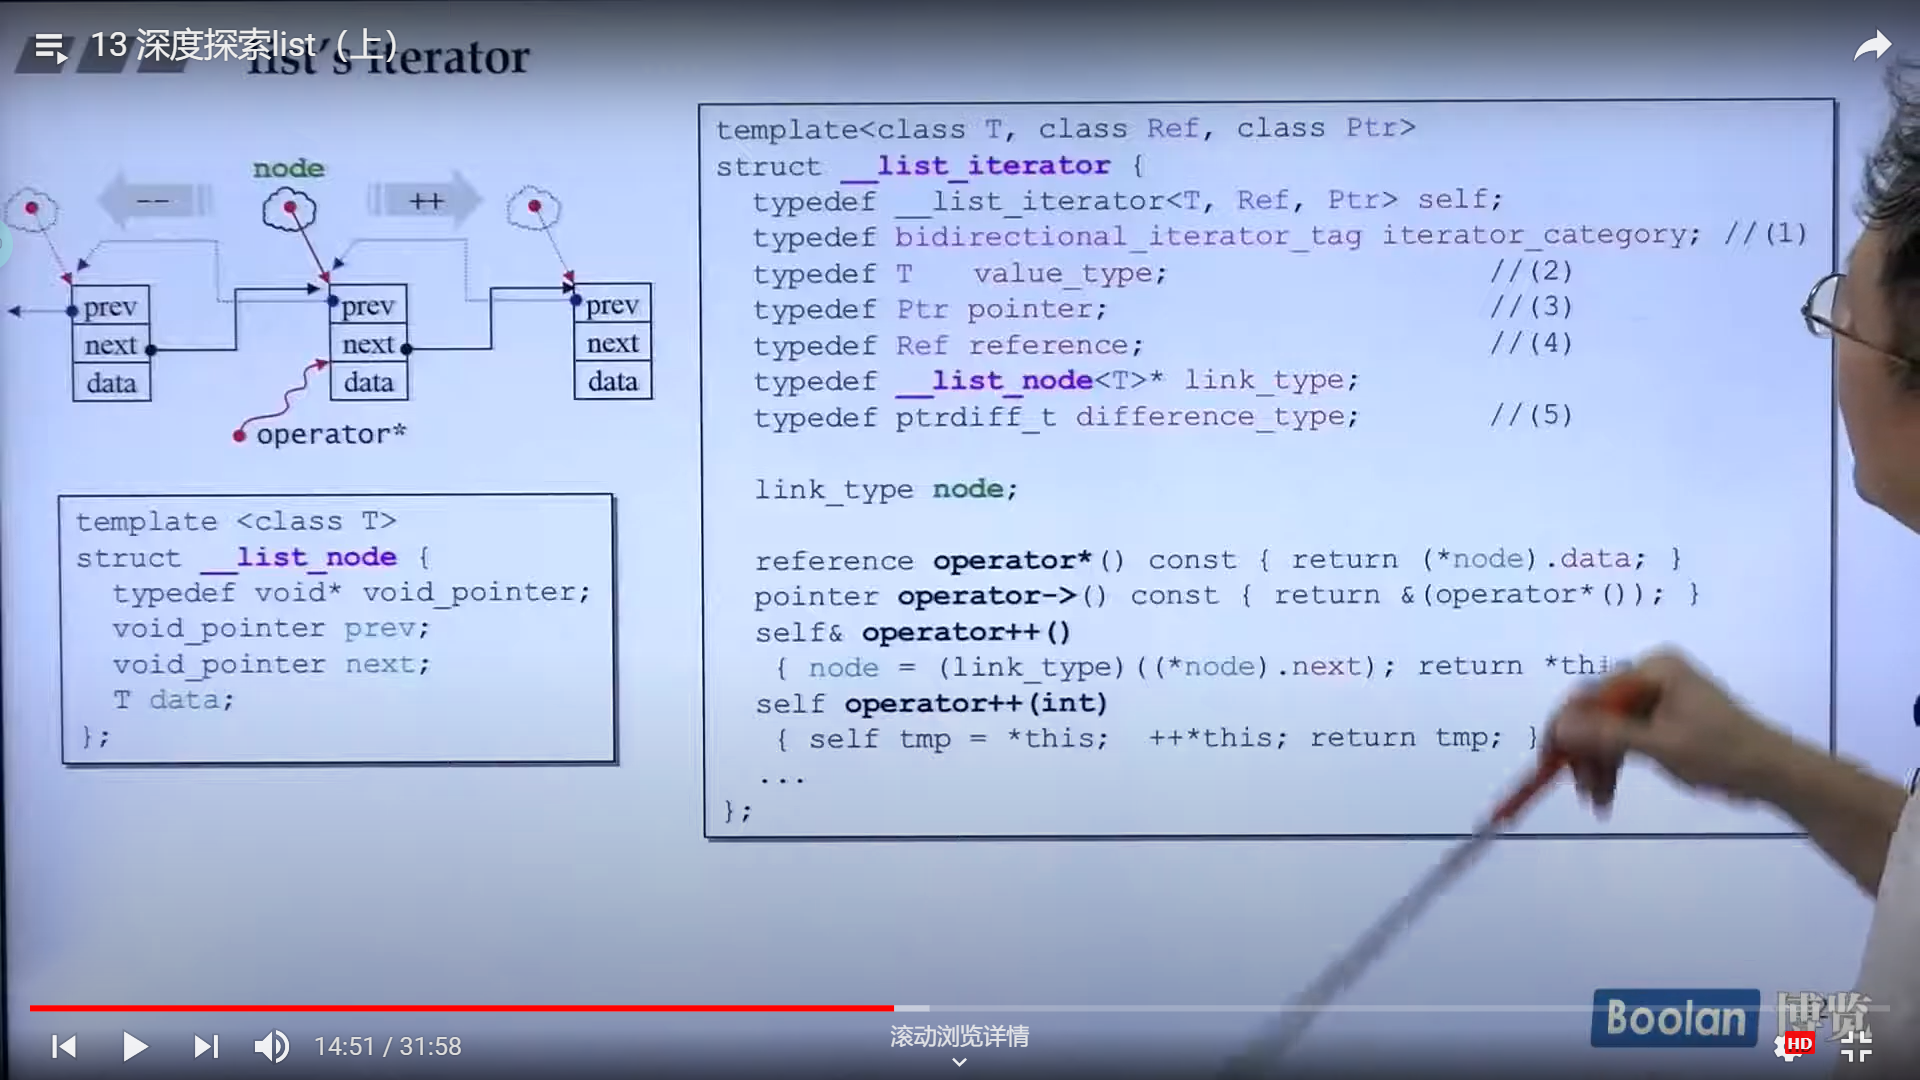 13 深度探索list（上）
list's iterator
node
--
++
prev
next
data
prev
next
data
prev
next
data
operator*
template <class T>
struct __list_node {
typedef void* void_pointer;
void_pointer prev;
void_pointer next;
T data;
};
template<class T, class Ref, class Ptr>
struct __list_iterator {
typedef __list_iterator<T, Ref, Ptr> self;
typedef bidirectional_iterator_tag iterator_category; //(1)
typedef T value_type; //(2)
typedef Ptr pointer; //(3)
typedef Ref reference; //(4)
typedef __list_node<T>* link_type;
typedef ptrdiff_t difference_type; //(5)
link_type node;
reference operator*() const { return (*node).data; }
pointer operator->() const { return &(operator*()); }
self& operator++()
{ node = (link_type)((*node).next); return *thi
self operator++(int)
{ self tmp = *this; ++*this; return tmp; }
...
};
Boolan 博览
14:51 / 31:58
滚动浏览详情
HD